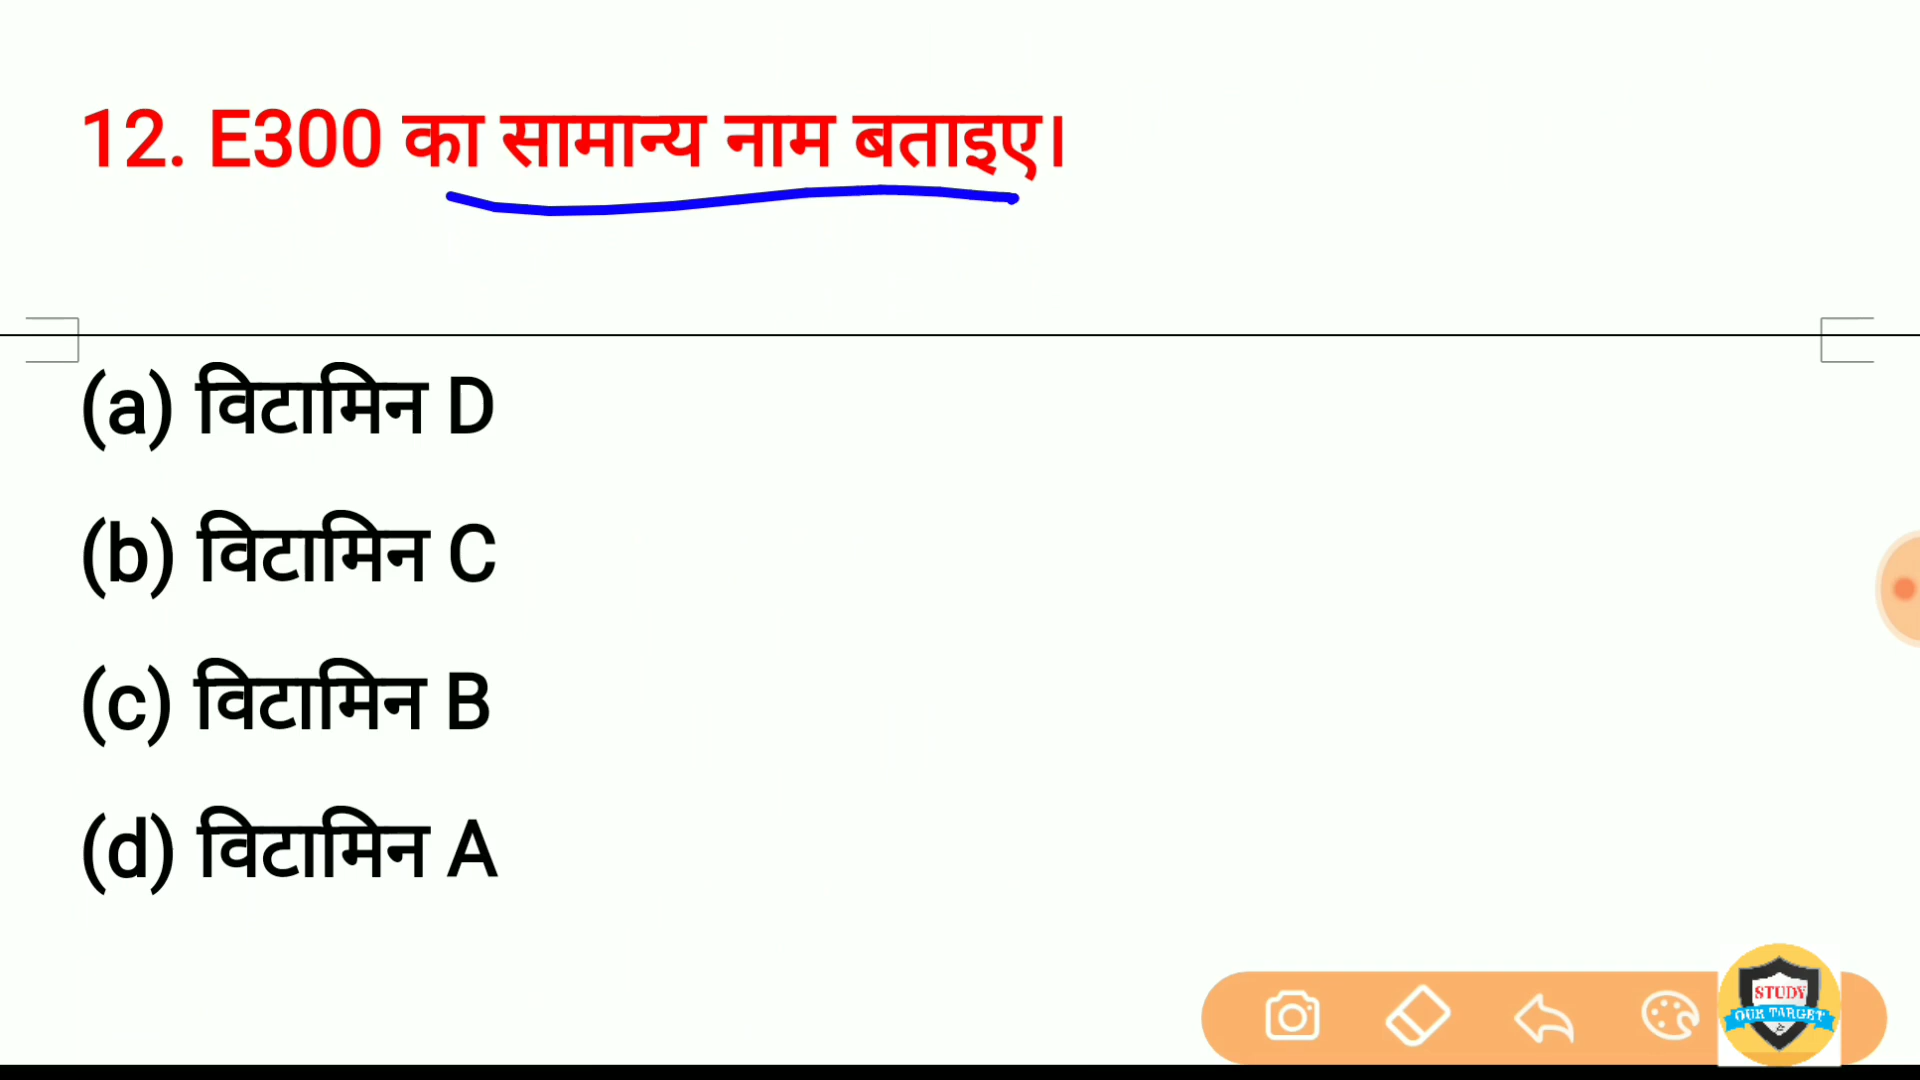 12. E300 का सामान्य नाम बताइए।
(a) विटामिन D
(b) विटामिन C
(c) विटामिन B
(d) विटामिन A
STUDY
OUR TARGET